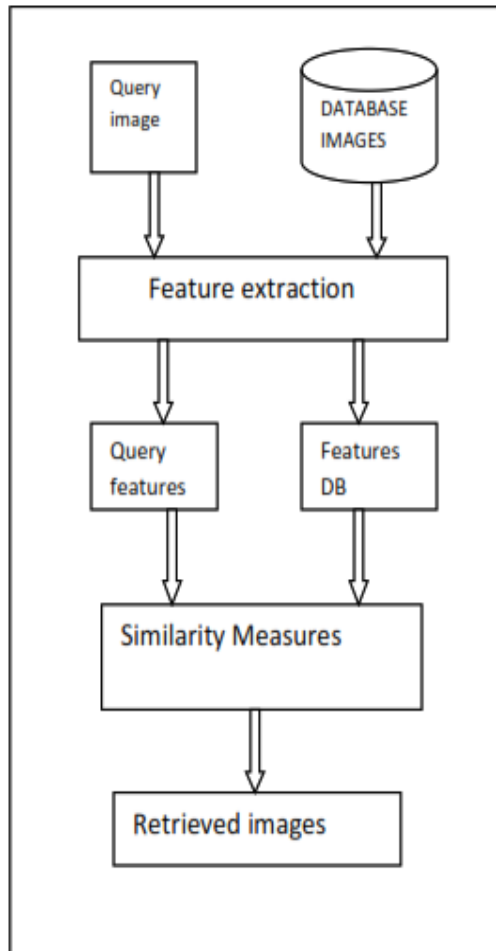 Query
image
DATABASE
IMAGES
Feature extraction
Query
features
Features
DB
Similarity Measures
Retrieved images